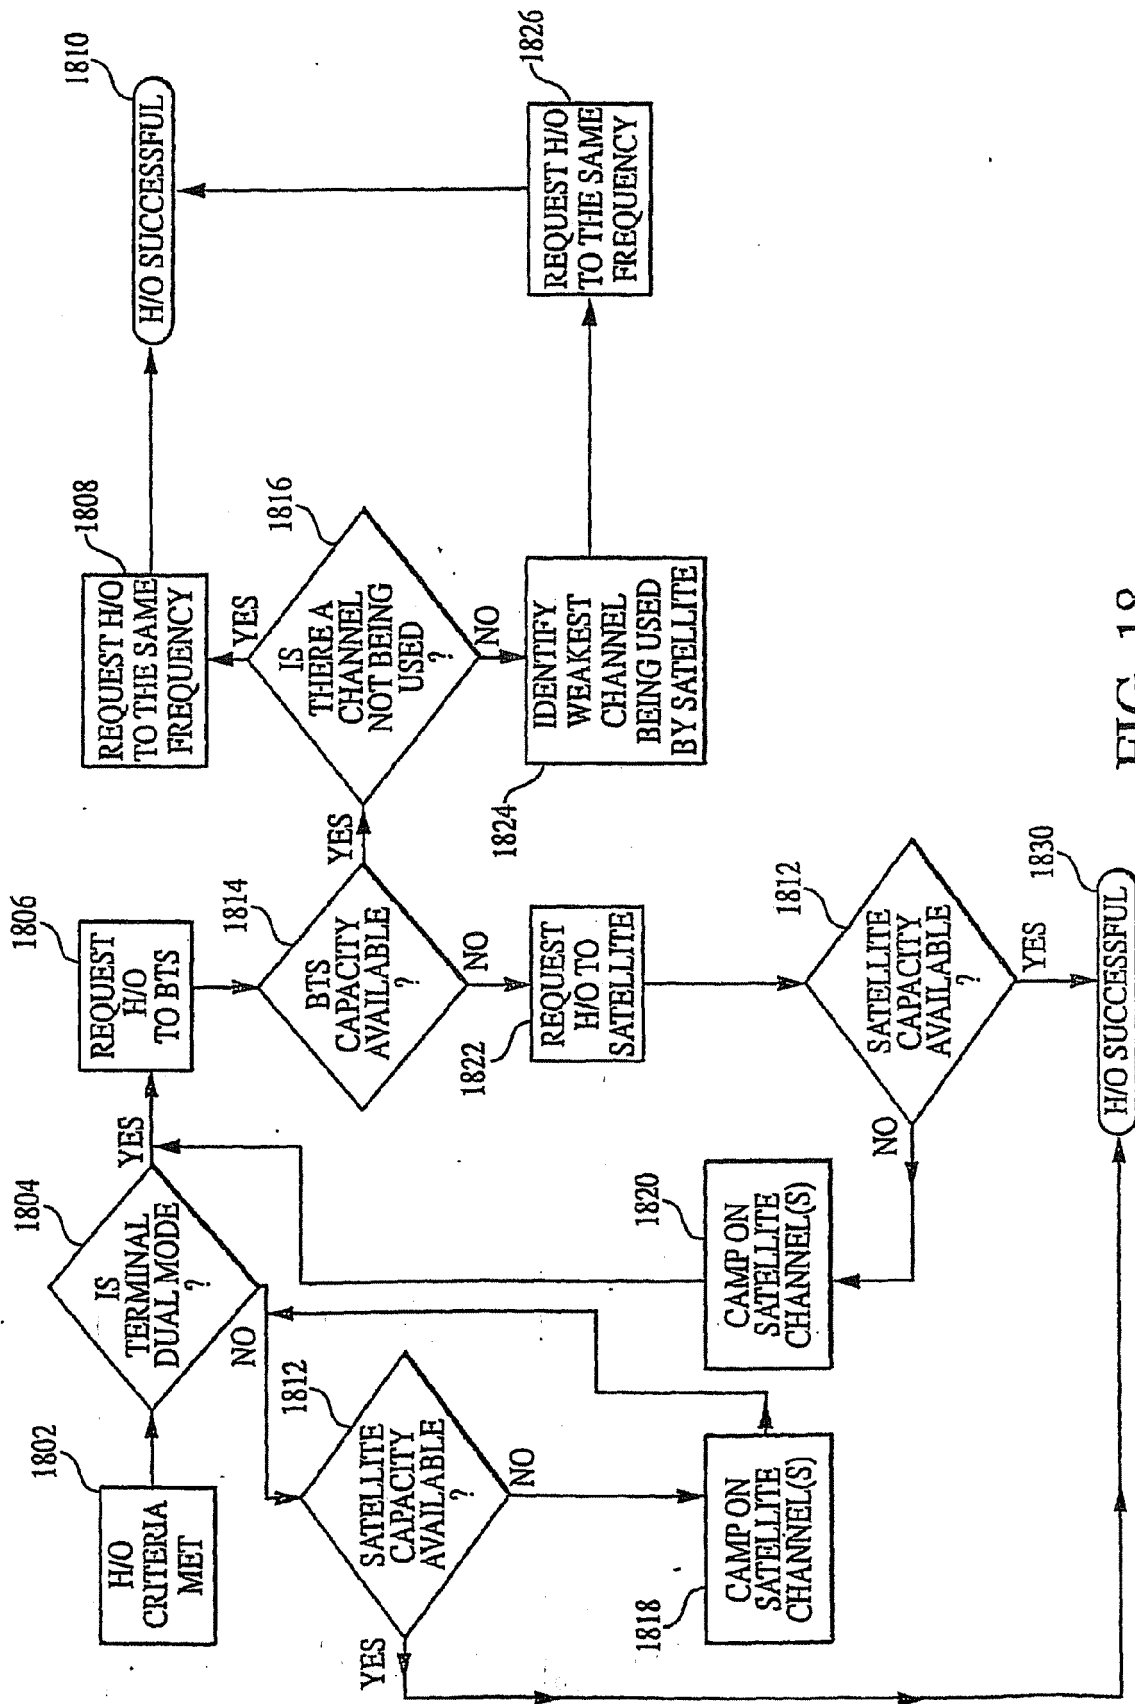 1802
H/O
CRITERIA
MET
1804
IS
TERMINAL
DUAL MODE
?
YES
NO
1806
REQUEST
H/O
TO BTS
1808
REQUEST H/O
TO THE SAME
FREQUENCY
1810
H/O SUCCESSFUL
1812
SATELLITE
CAPACITY
AVAILABLE
?
YES
NO
1814
BTS
CAPACITY
AVAILABLE
?
YES
NO
1816
IS
THERE A
CHANNEL
NOT BEING
USED
?
YES
NO
1818
CAMP ON
SATELLITE
CHANNEL(S)
1820
CAMP ON
SATELLITE
CHANNEL(S)
1822
REQUEST
H/O TO
SATELLITE
1824
IDENTIFY
WEAKEST
CHANNEL
BEING USED
BY SATELLITE
1826
REQUEST H/O
TO THE SAME
FREQUENCY
1812
SATELLITE
CAPACITY
AVAILABLE
?
NO
YES
1830
H/O SUCCESSFUL
FIG. 18